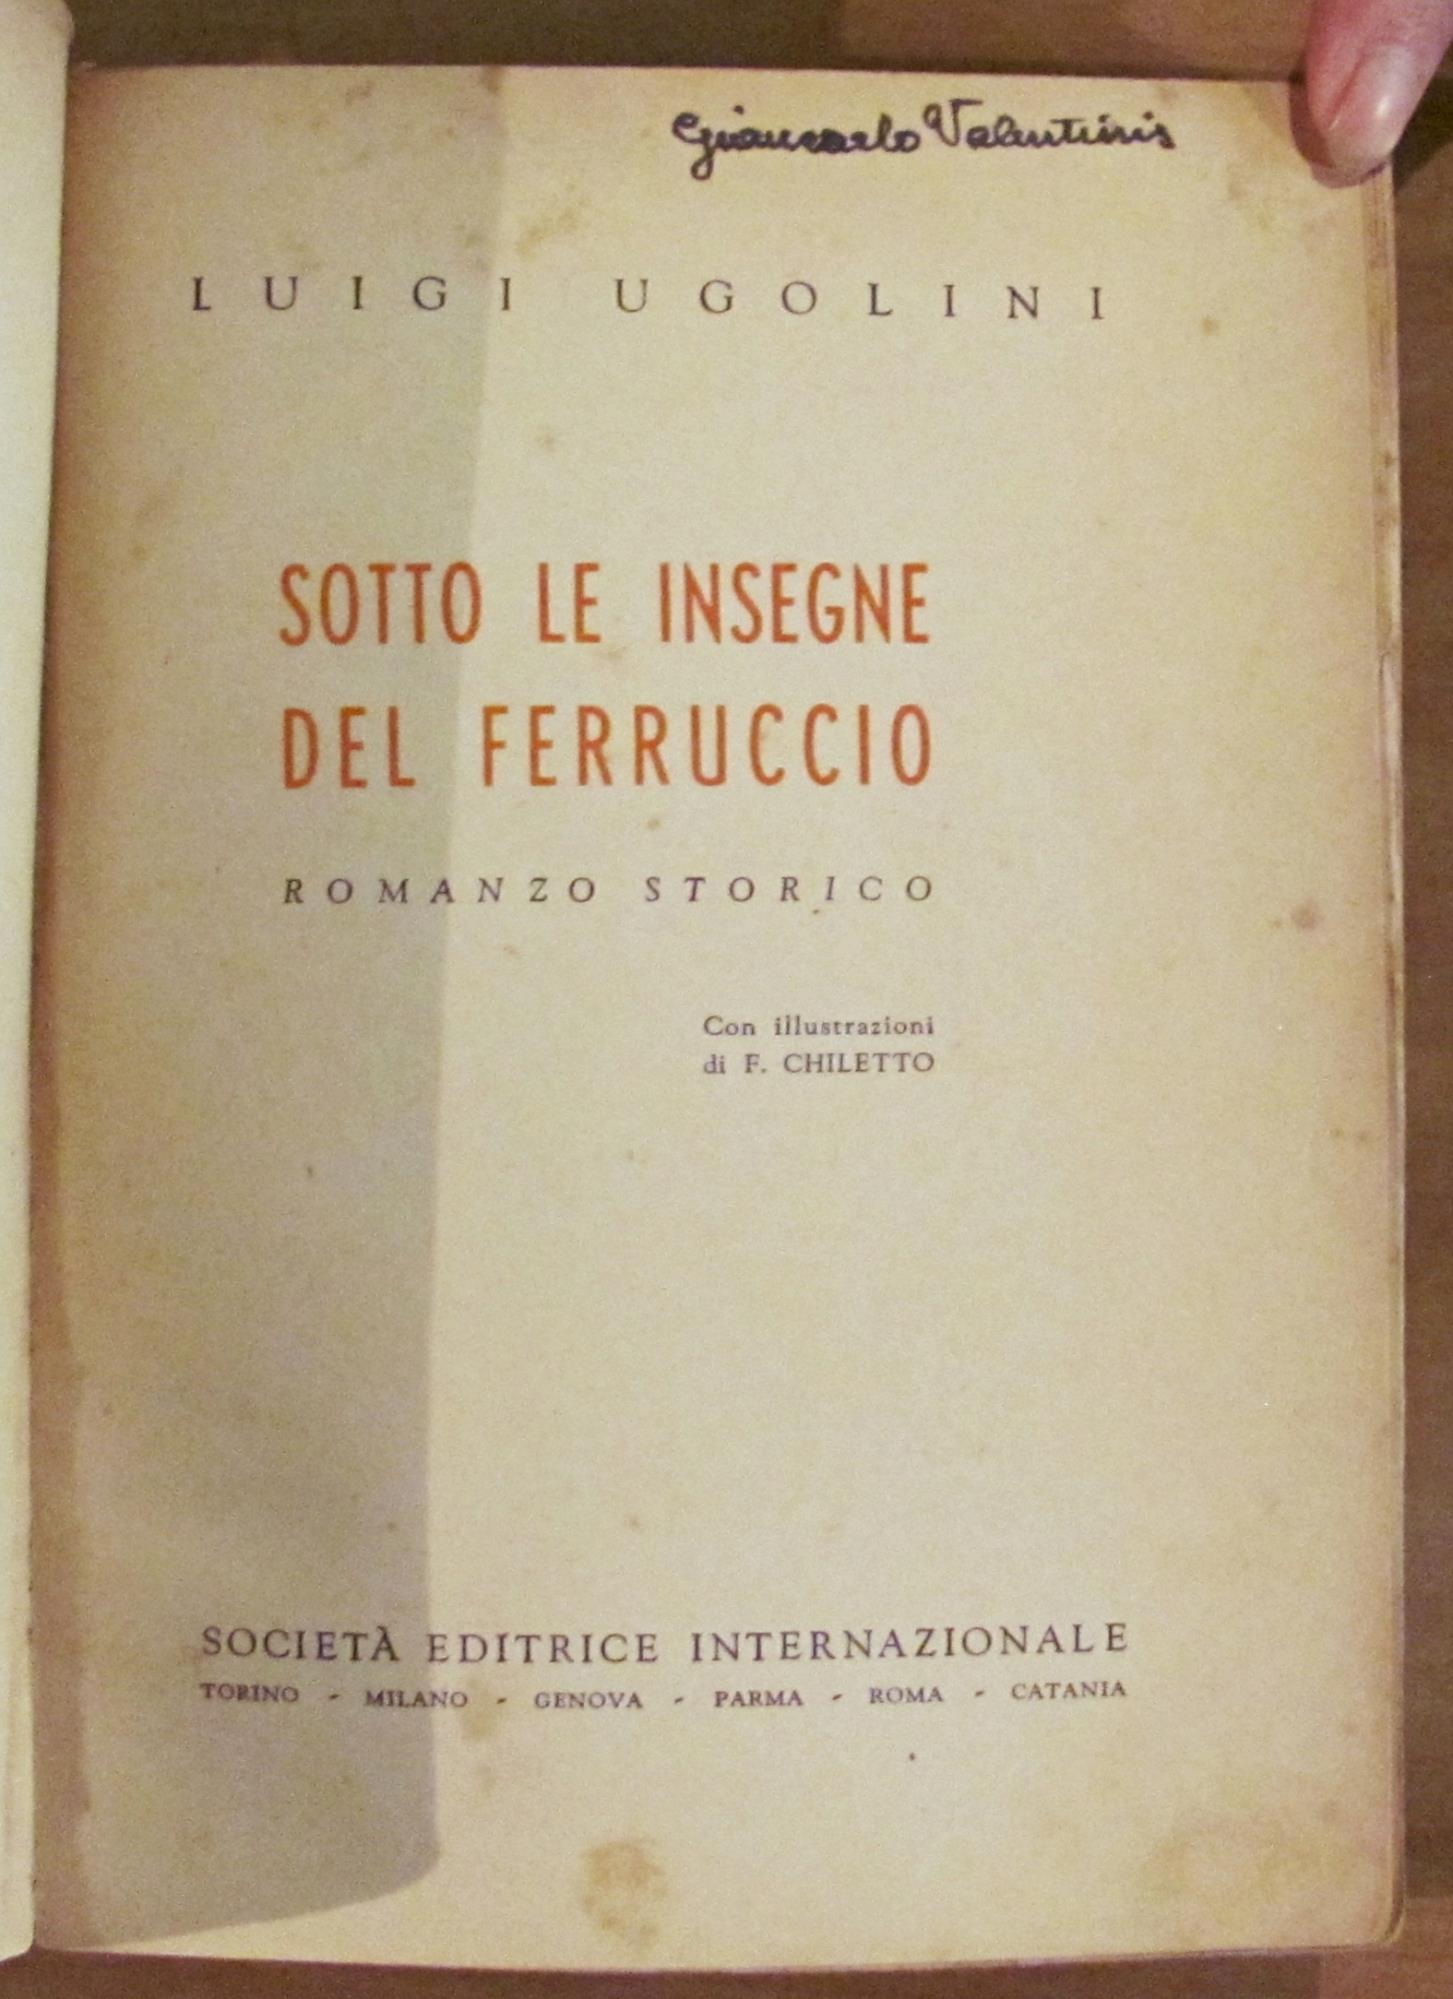 Giancarlo Valentinis
LUIGI UGOLINI
SOTTO LE INSEGNE
DEL FERRUCCIO
ROMANZO STORICO
Con illustrazioni
di F. CHILETTO
SOCIETÀ EDITRICE INTERNAZIONALE
TORINO - MILANO - GENOVA - PARMA - ROMA - CATANIA